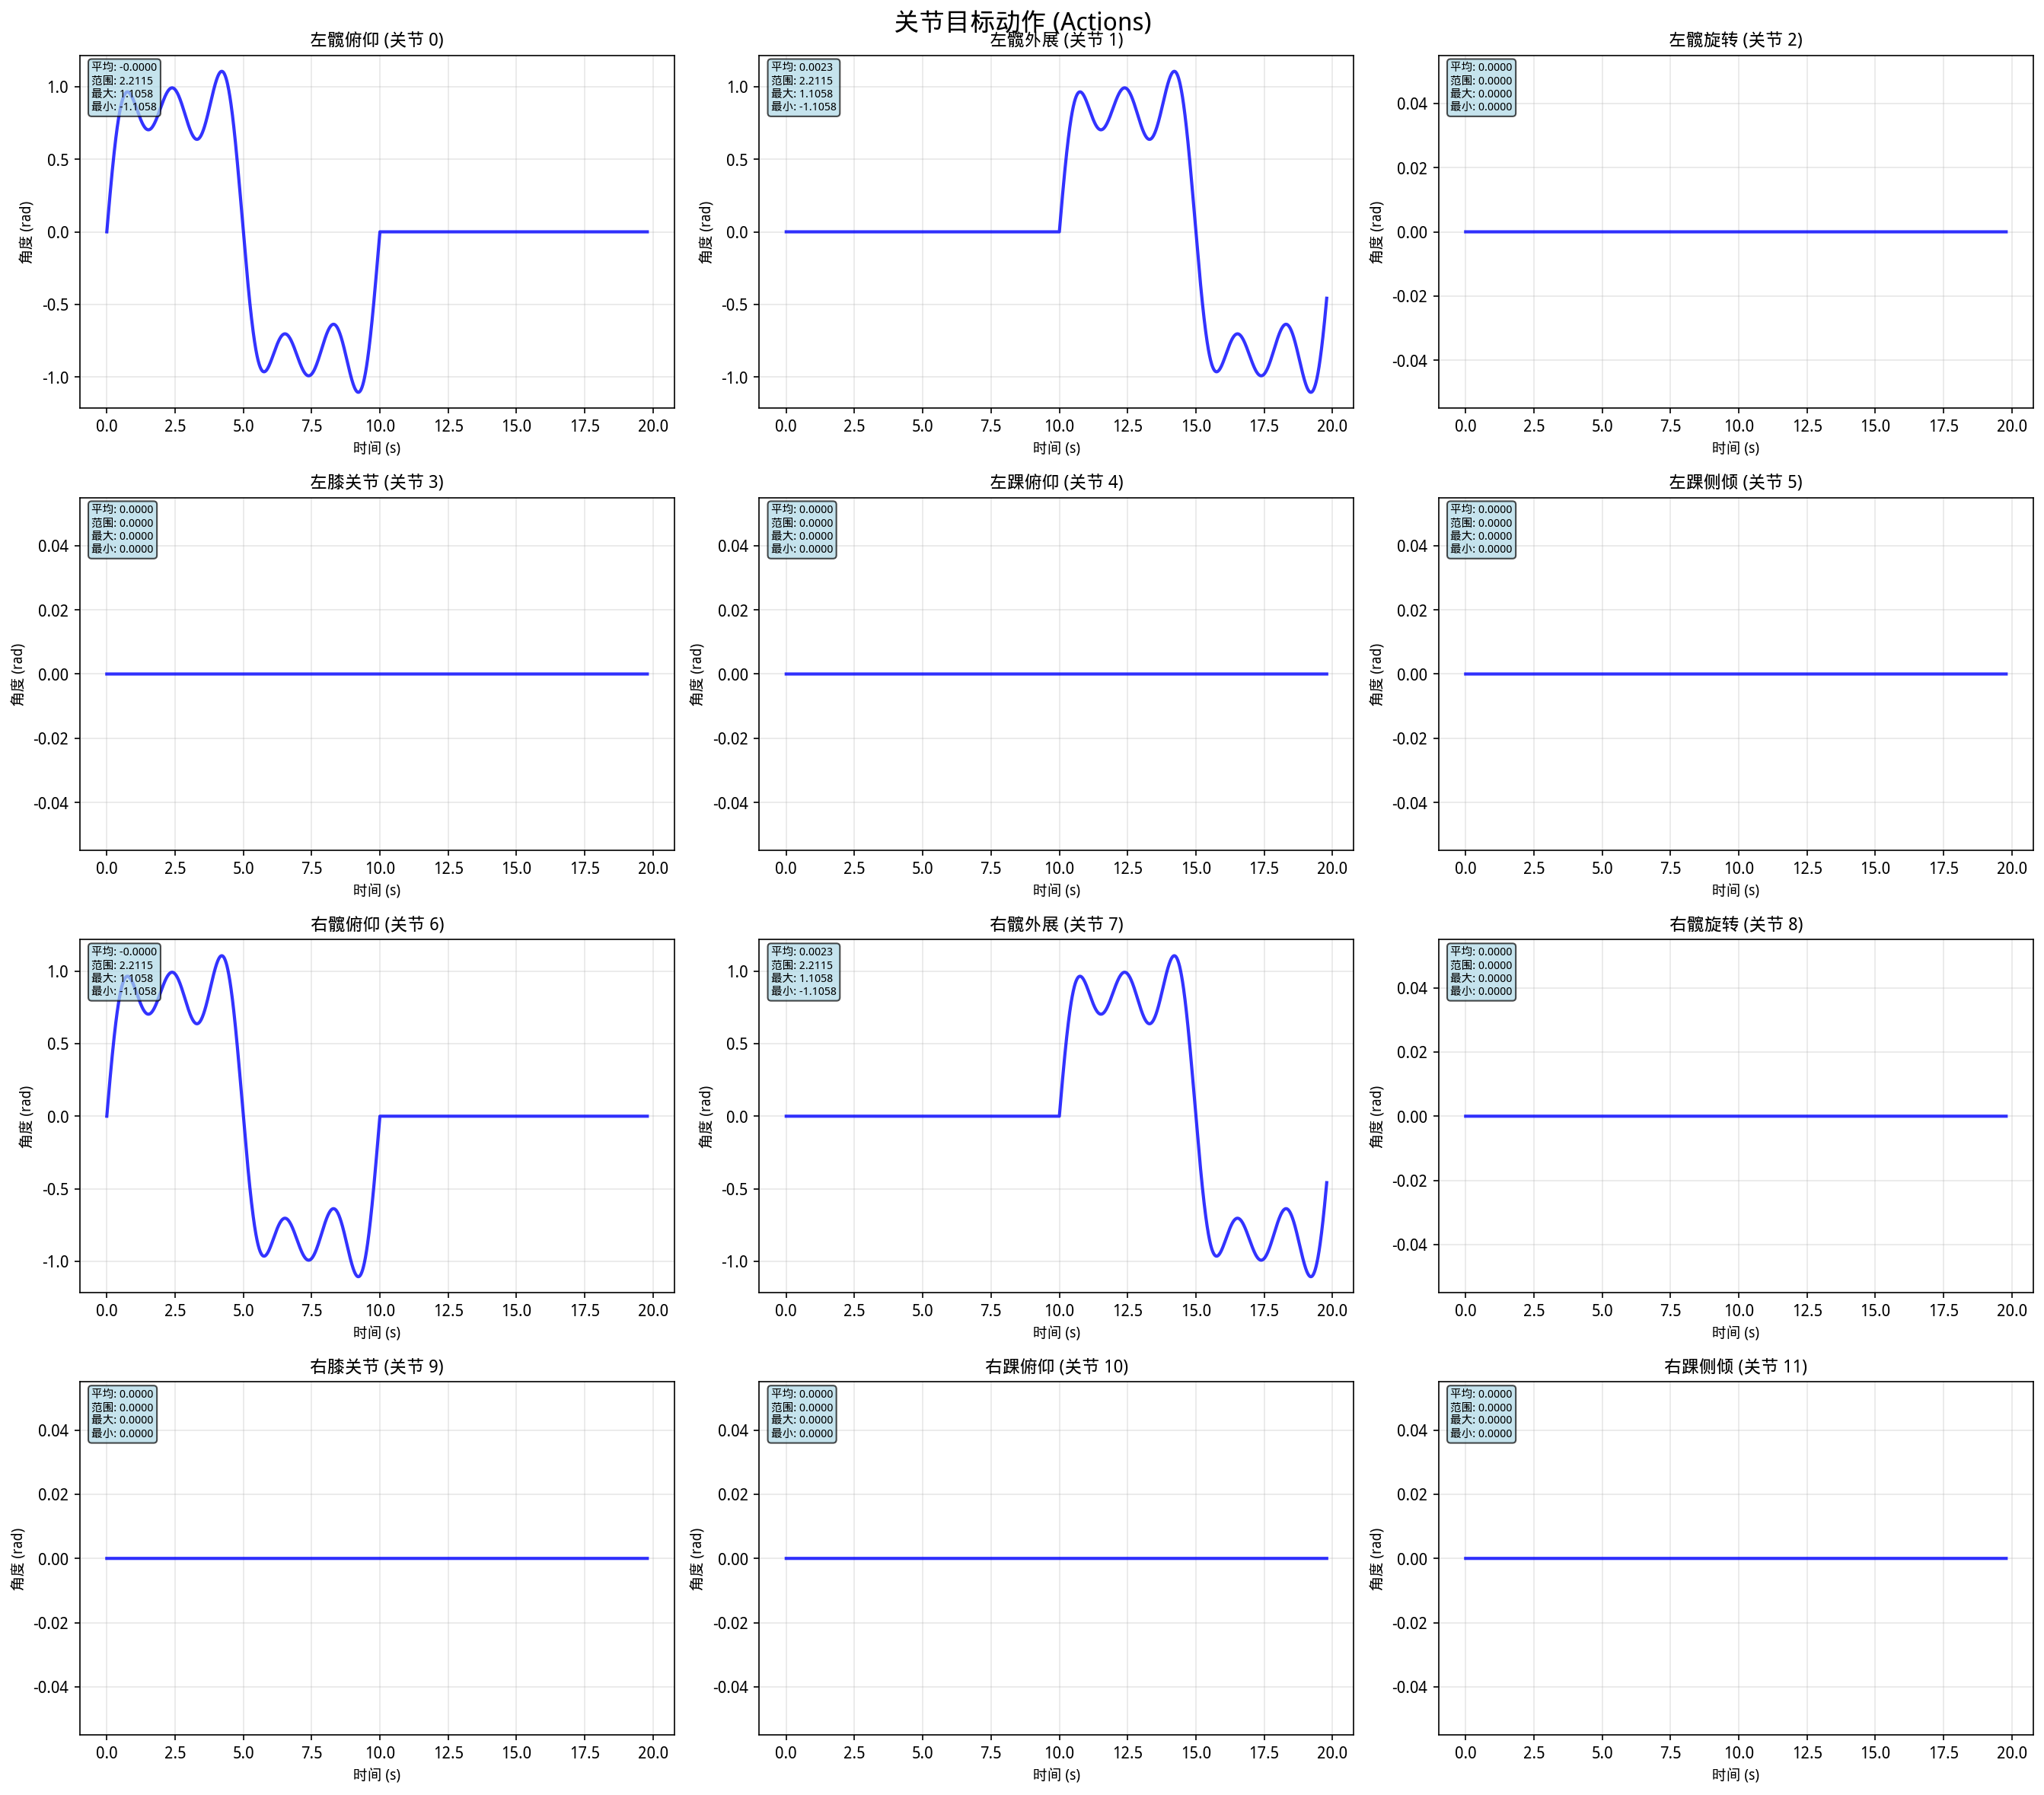 关节目标动作 (Actions)
左髋俯仰 (关节 0)
平均: -0.0000
范围: 2.2115
最大: 1.1058
最小: -1.1058
角度 (rad)
1.0
0.5
0.0
-0.5
-1.0
0.0 2.5 5.0 7.5 10.0 12.5 15.0 17.5 20.0
时间 (s)
左髋外展 (关节 1)
平均: 0.0023
范围: 2.2115
最大: 1.1058
最小: -1.1058
角度 (rad)
1.0
0.5
0.0
-0.5
-1.0
0.0 2.5 5.0 7.5 10.0 12.5 15.0 17.5 20.0
时间 (s)
左髋旋转 (关节 2)
平均: 0.0000
范围: 0.0000
最大: 0.0000
最小: 0.0000
角度 (rad)
0.04
0.02
0.00
-0.02
-0.04
0.0 2.5 5.0 7.5 10.0 12.5 15.0 17.5 20.0
时间 (s)
左膝关节 (关节 3)
平均: 0.0000
范围: 0.0000
最大: 0.0000
最小: 0.0000
角度 (rad)
0.04
0.02
0.00
-0.02
-0.04
0.0 2.5 5.0 7.5 10.0 12.5 15.0 17.5 20.0
时间 (s)
左踝俯仰 (关节 4)
平均: 0.0000
范围: 0.0000
最大: 0.0000
最小: 0.0000
角度 (rad)
0.04
0.02
0.00
-0.02
-0.04
0.0 2.5 5.0 7.5 10.0 12.5 15.0 17.5 20.0
时间 (s)
左踝侧倾 (关节 5)
平均: 0.0000
范围: 0.0000
最大: 0.0000
最小: 0.0000
角度 (rad)
0.04
0.02
0.00
-0.02
-0.04
0.0 2.5 5.0 7.5 10.0 12.5 15.0 17.5 20.0
时间 (s)
右髋俯仰 (关节 6)
平均: -0.0000
范围: 2.2115
最大: 1.1058
最小: -1.1058
角度 (rad)
1.0
0.5
0.0
-0.5
-1.0
0.0 2.5 5.0 7.5 10.0 12.5 15.0 17.5 20.0
时间 (s)
右髋外展 (关节 7)
平均: 0.0023
范围: 2.2115
最大: 1.1058
最小: -1.1058
角度 (rad)
1.0
0.5
0.0
-0.5
-1.0
0.0 2.5 5.0 7.5 10.0 12.5 15.0 17.5 20.0
时间 (s)
右髋旋转 (关节 8)
平均: 0.0000
范围: 0.0000
最大: 0.0000
最小: 0.0000
角度 (rad)
0.04
0.02
0.00
-0.02
-0.04
0.0 2.5 5.0 7.5 10.0 12.5 15.0 17.5 20.0
时间 (s)
右膝关节 (关节 9)
平均: 0.0000
范围: 0.0000
最大: 0.0000
最小: 0.0000
角度 (rad)
0.04
0.02
0.00
-0.02
-0.04
0.0 2.5 5.0 7.5 10.0 12.5 15.0 17.5 20.0
时间 (s)
右踝俯仰 (关节 10)
平均: 0.0000
范围: 0.0000
最大: 0.0000
最小: 0.0000
角度 (rad)
0.04
0.02
0.00
-0.02
-0.04
0.0 2.5 5.0 7.5 10.0 12.5 15.0 17.5 20.0
时间 (s)
右踝侧倾 (关节 11)
平均: 0.0000
范围: 0.0000
最大: 0.0000
最小: 0.0000
角度 (rad)
0.04
0.02
0.00
-0.02
-0.04
0.0 2.5 5.0 7.5 10.0 12.5 15.0 17.5 20.0
时间 (s)